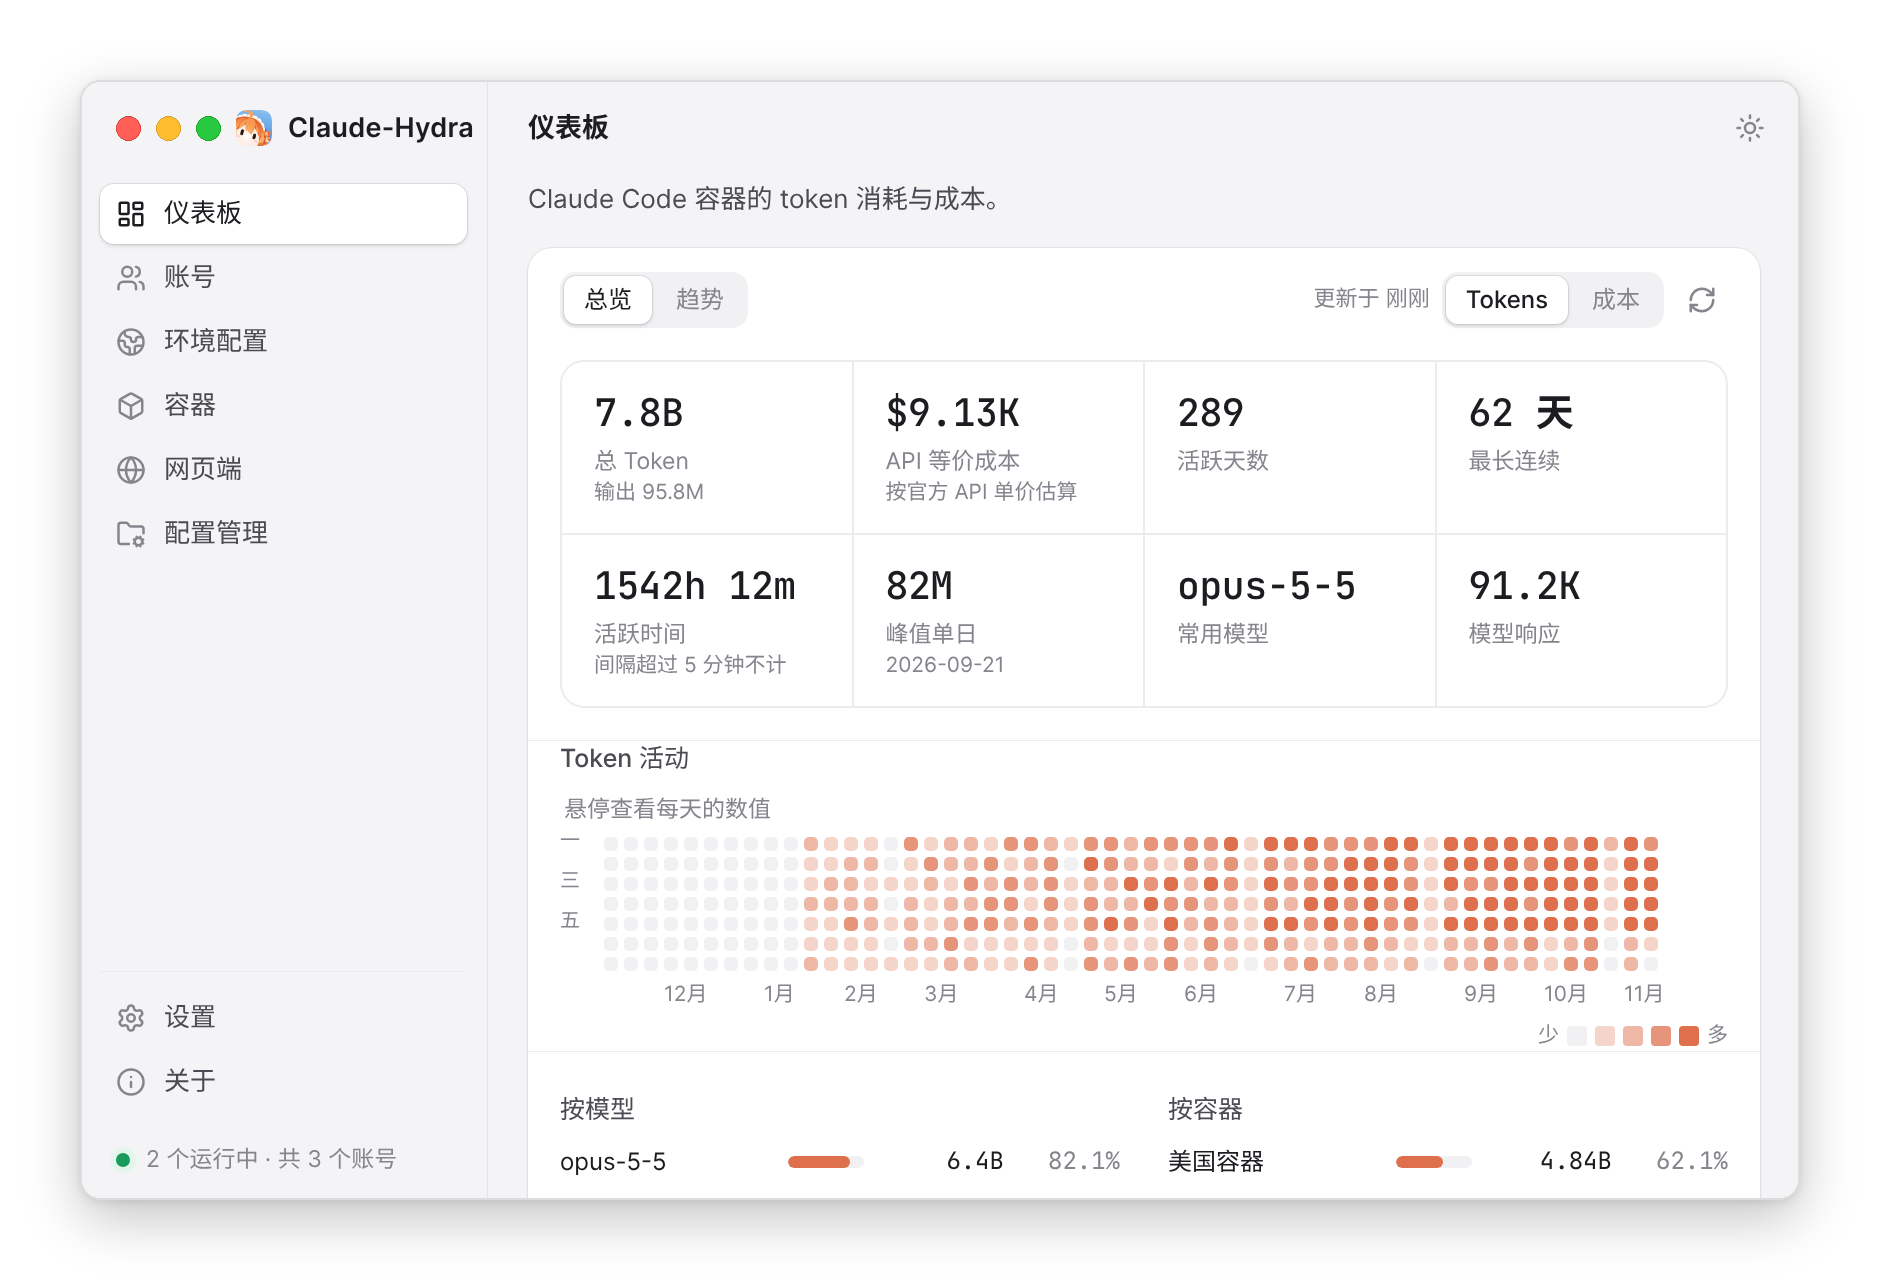 Claude-Hydra
仪表板
账号
环境配置
容器
网页端
配置管理
设置
关于
2 个运行中 · 共 3 个账号
仪表板
Claude Code 容器的 token 消耗与成本。
总览 趋势 更新于 刚刚 Tokens 成本
7.8B
总 Token
输出 95.8M
$9.13K
API 等价成本
按官方 API 单价估算
289
活跃天数
62 天
最长连续
1542h 12m
活跃时间
间隔超过 5 分钟不计
82M
峰值单日
2026-09-21
opus-5-5
常用模型
91.2K
模型响应
Token 活动
悬停查看每天的数值
一
三
五
12月 1月 2月 3月 4月 5月 6月 7月 8月 9月 10月 11月
少 多
按模型
opus-5-5 6.4B 82.1%
按容器
美国容器 4.84B 62.1%